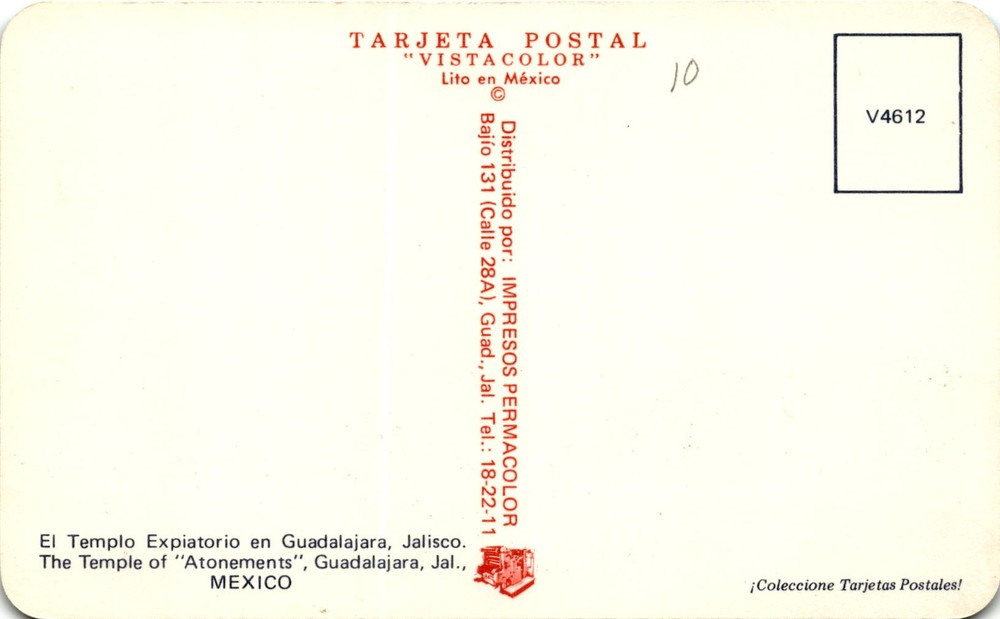 TARJETA POSTAL
"VISTACOLOR"
Lito en México
©
10
V4612
Distribuido por: IMPRESOS PERMACOLOR
Bajío 131 (Calle 28A), Guad., Jal. Tel.: 18-22-11
El Templo Expiatorio en Guadalajara, Jalisco.
The Temple of "Atonements", Guadalajara, Jal.,
MEXICO
¡Coleccione Tarjetas Postales!